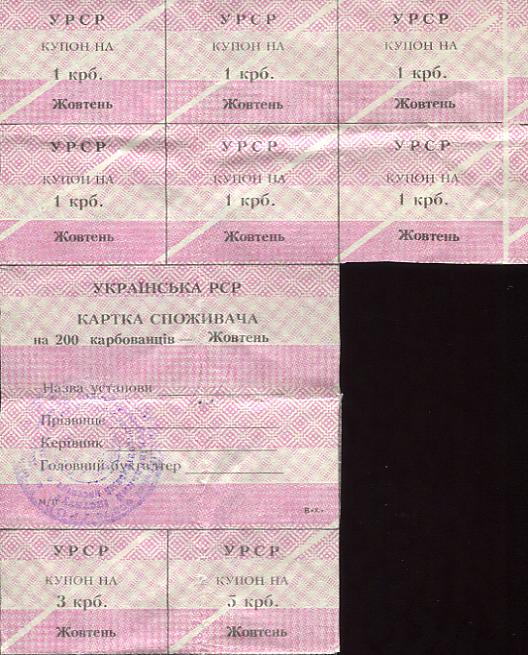 УРСР
КУПОН НА
1 крб.
Жовтень
УРСР
КУПОН НА
1 крб.
Жовтень
УРСР
КУПОН НА
1 крб.
Жовтень
УРСР
КУПОН НА
1 крб.
Жовтень
УРСР
КУПОН НА
1 крб.
Жовтень
УРСР
КУПОН НА
1 крб.
Жовтень
УКРАЇНСЬКА РСР
КАРТКА СПОЖИВАЧА
на 200 карбованців — Жовтень
Назва установи
Прізвище
Керівник
Головний бухгалтер
УРСР
КУПОН НА
3 крб.
Жовтень
УРСР
КУПОН НА
5 крб.
Жовтень